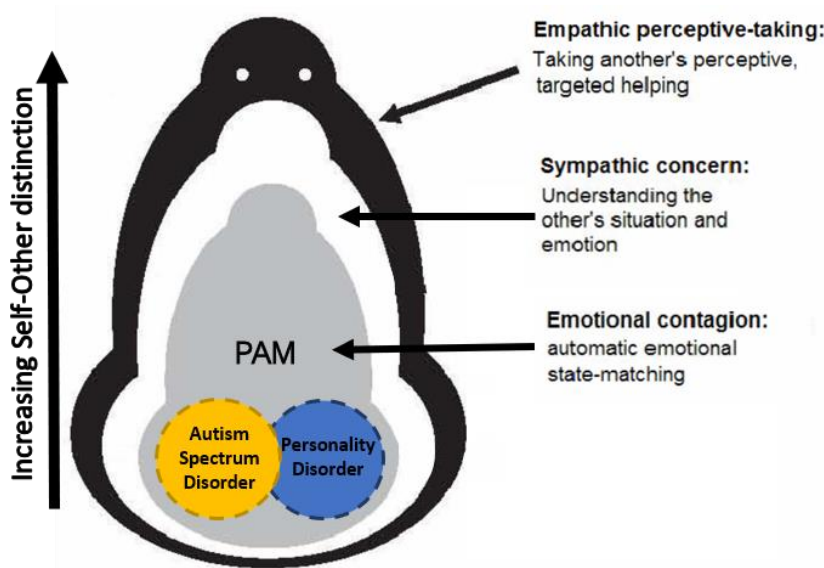 Increasing Self-Other distinction
Empathic perceptive-taking:
Taking another's perceptive,
targeted helping
Sympathic concern:
Understanding the
other's situation and
emotion
Emotional contagion:
automatic emotional
state-matching
PAM
Autism
Spectrum
Disorder
Personality
Disorder